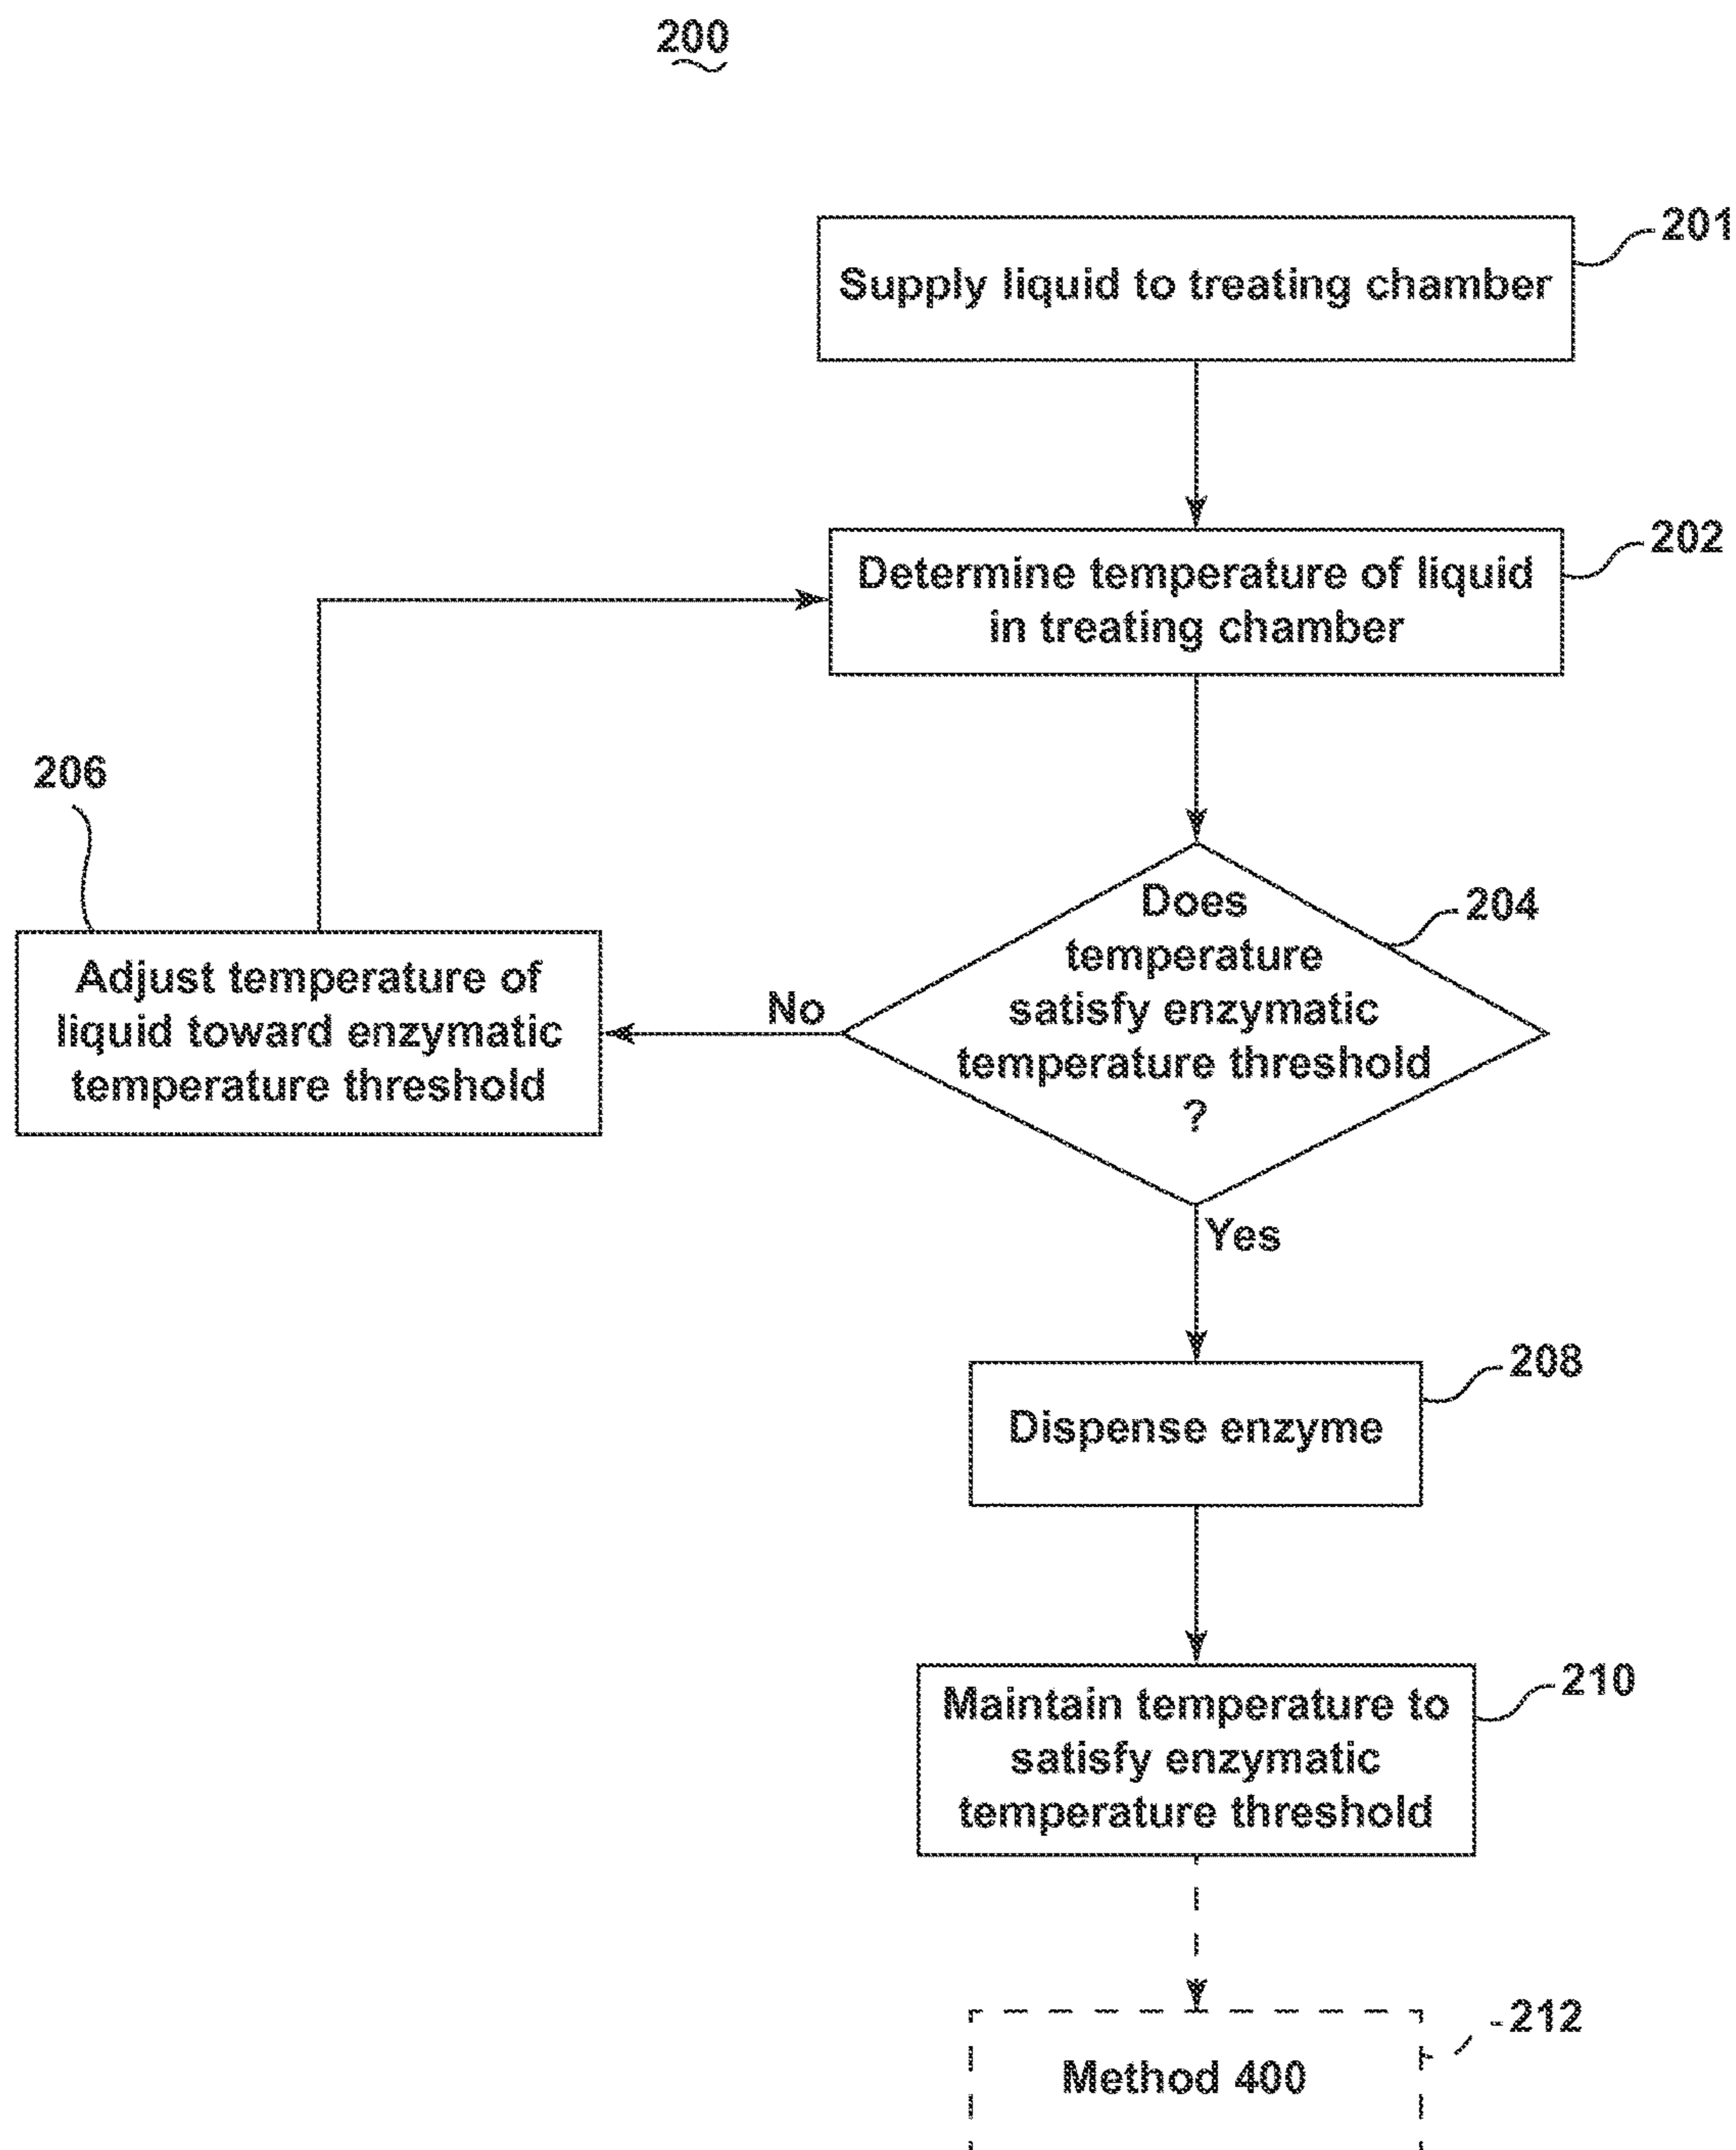 200
201
Supply liquid to treating chamber
202
Determine temperature of liquid
in treating chamber
206
204
Does
temperature
satisfy enzymatic
temperature threshold
?
No
Adjust temperature of
liquid toward enzymatic
temperature threshold
Yes
208
Dispense enzyme
210
Maintain temperature to
satisfy enzymatic
temperature threshold
212
Method 400